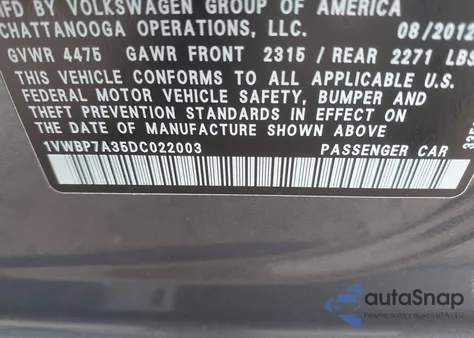 MFD BY VOLKSWAGEN GROUP OF AMERICA
CHATTANOOGA OPERATIONS, LLC. 08/2012
GVWR 4475 GAWR FRONT 2315 / REAR 2271 LBS
THIS VEHICLE CONFORMS TO ALL APPLICABLE U.S.
FEDERAL MOTOR VEHICLE SAFETY, BUMPER AND
THEFT PREVENTION STANDARDS IN EFFECT ON
THE DATE OF MANUFACTURE SHOWN ABOVE.
1VWBP7A35DC022003 PASSENGER CAR
autoSnap